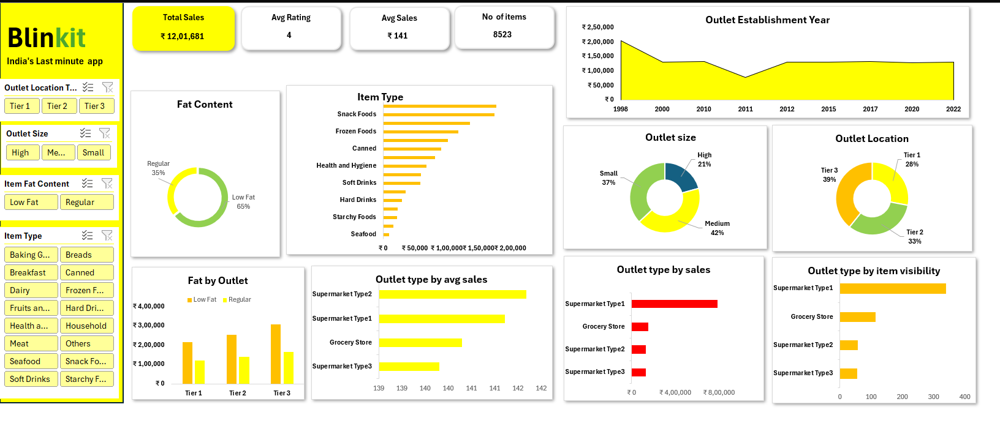 Blinkit
India's Last minute  app
Outlet Location T...
Tier 1
Tier 2
Tier 3
Outlet Size
High
Me...
Small
Item Fat Content
Low Fat
Regular
Item Type
Baking G...
Breads
Breakfast
Canned
Dairy
Frozen F...
Fruits an...
Hard Dri...
Health a...
Household
Meat
Others
Seafood
Snack Fo...
Soft Drinks
Starchy F...
Total Sales
₹ 12,01,681
Avg Rating
4
Avg Sales
₹ 141
No  of items
8523
Outlet Establishment Year
₹ 2,50,000
₹ 2,00,000
₹ 1,50,000
₹ 1,00,000
₹ 50,000
₹ 0
1998
2000
2010
2011
2012
2015
2017
2020
2022
Fat Content
Regular
35%
Low Fat
65%
Item Type
Snack Foods
Frozen Foods
Canned
Health and Hygiene
Soft Drinks
Hard Drinks
Starchy Foods
Seafood
₹ 0
₹ 50,000
₹ 1,00,000
₹ 1,50,000
₹ 2,00,000
Outlet size
High
21%
Small
37%
Medium
42%
Outlet Location
Tier 1
28%
Tier 3
39%
Tier 2
33%
Fat by Outlet
Low Fat
Regular
₹ 4,00,000
₹ 3,00,000
₹ 2,00,000
₹ 1,00,000
₹ 0
Tier 1
Tier 2
Tier 3
Outlet type by avg sales
Supermarket Type2
Supermarket Type1
Grocery Store
Supermarket Type3
139
139
140
140
141
141
142
142
Outlet type by sales
Supermarket Type1
Grocery Store
Supermarket Type2
Supermarket Type3
₹ 0
₹ 4,00,000
₹ 8,00,000
Outlet type by item visibility
Supermarket Type1
Grocery Store
Supermarket Type2
Supermarket Type3
0
100
200
300
400